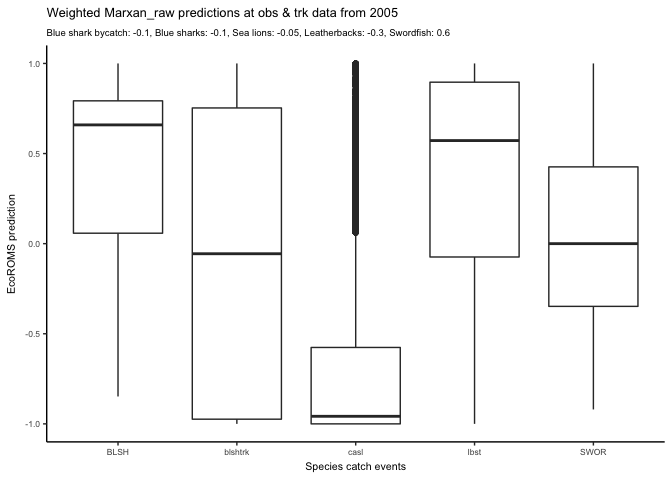 Weighted Marxan_raw predictions at obs & trk data from 2005
Blue shark bycatch: -0.1, Blue sharks: -0.1, Sea lions: -0.05, Leatherbacks: -0.3, Swordfish: 0.6
EcoROMS prediction
1.0
0.5
0.0
-0.5
-1.0
BLSH blshtrk casl lbst SWOR
Species catch events